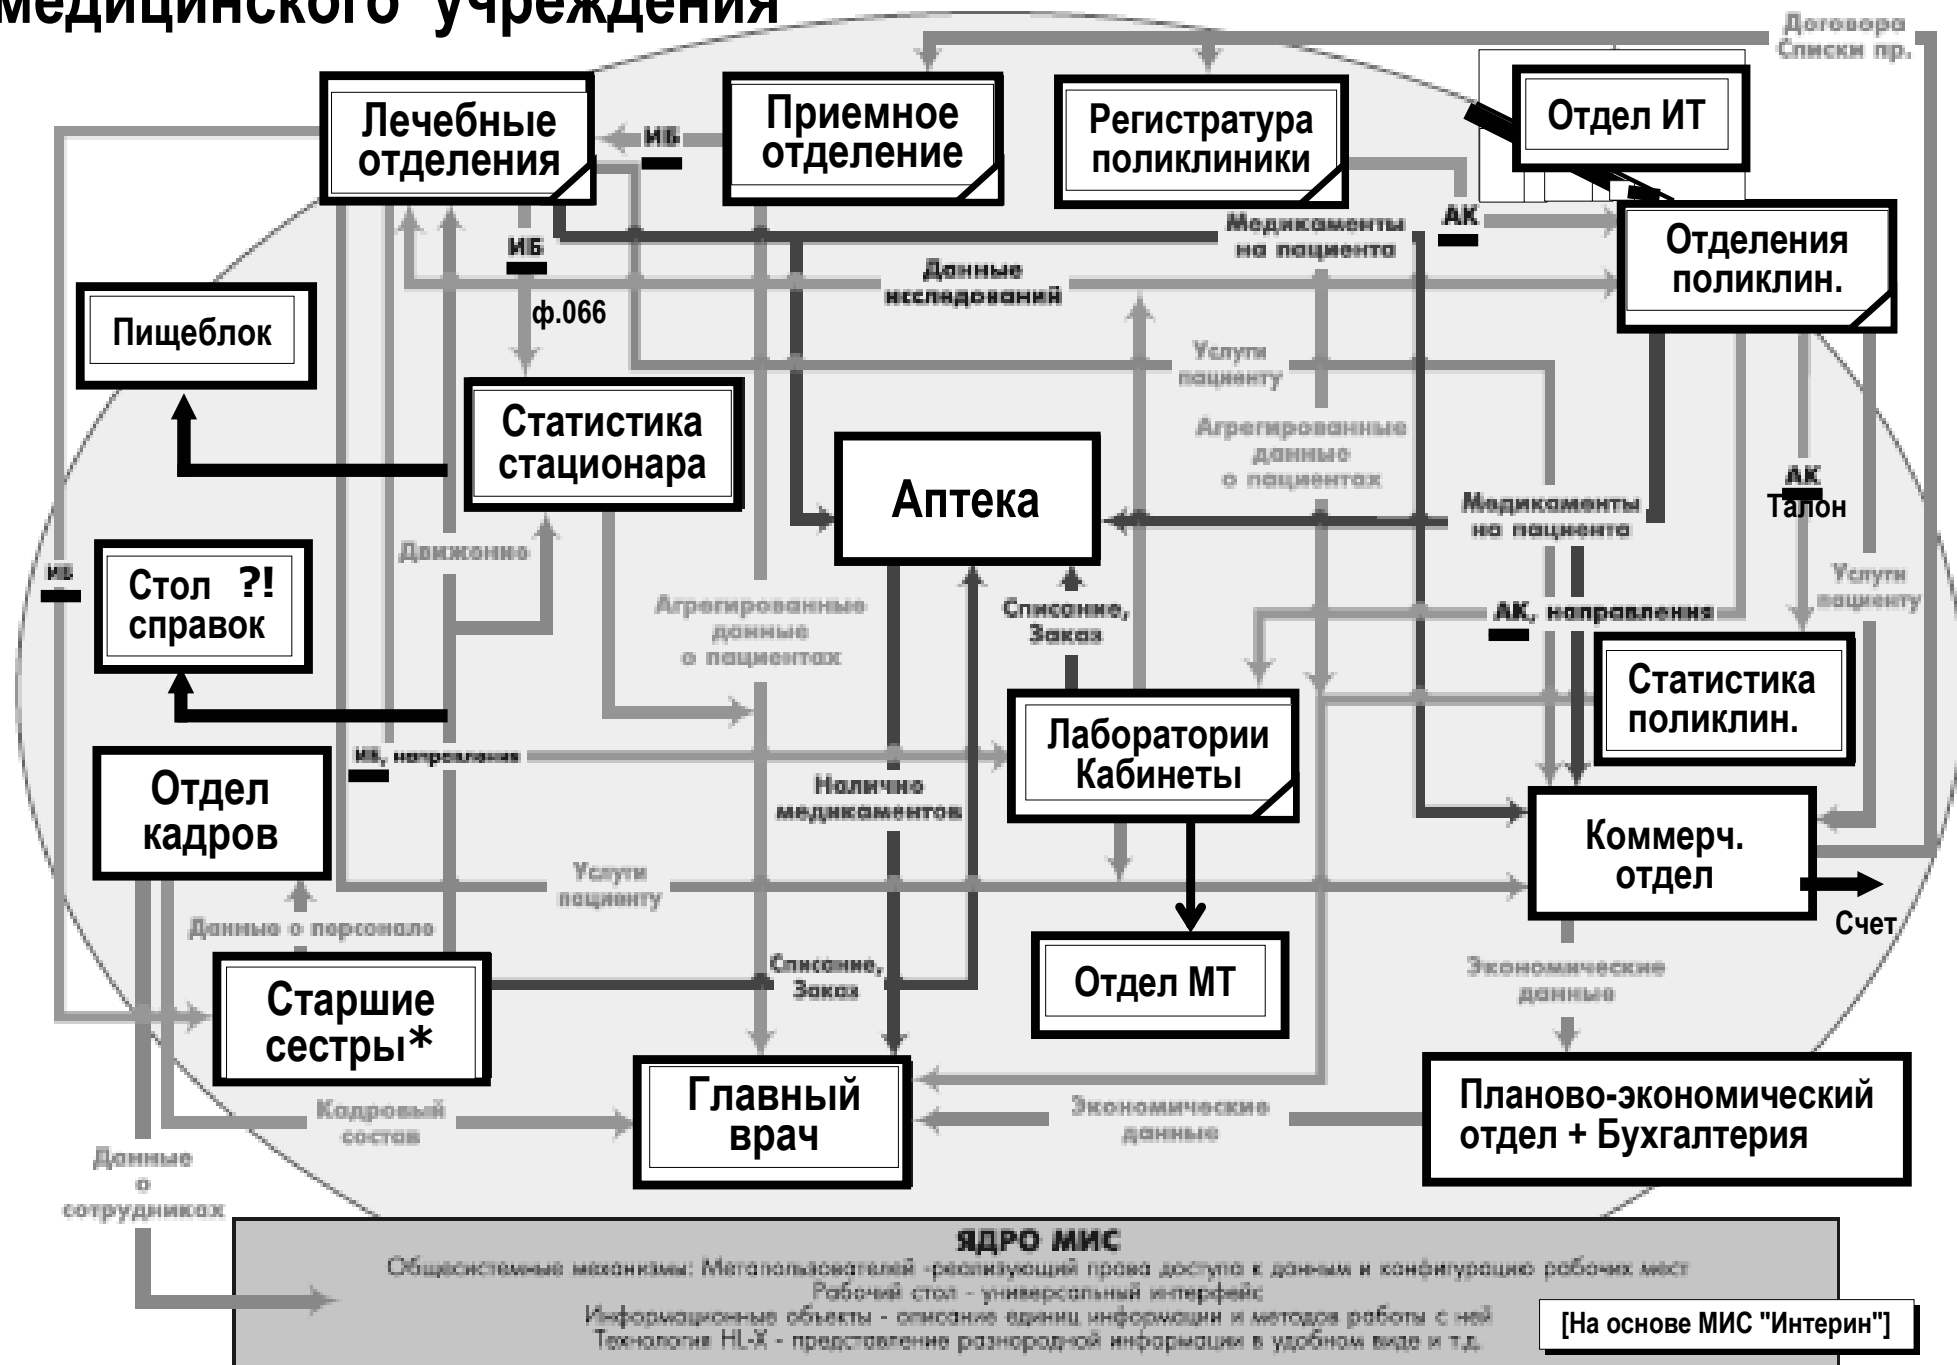 медицинского учреждения
Договора
Списки пр.
Лечебные
отделения
ИБ
Приемное
отделение
Регистратура
поликлиники
Отдел ИТ
АК
Медикаменты
на пациента
Отделения
поликлин.
ИБ
Данные
исследований
ф.066
Пищеблок
Услуги
пациенту
Статистика
стационара
Агрегированные
данные
о пациентах
Аптека
Медикаменты
на пациента
АК
Талон
Движение
ИБ
Стол ?!
справок
Агрегированные
данные
о пациентах
Списание,
Заказ
АК, направления
Услуги
пациенту
Статистика
поликлин.
ИБ, направления
Лаборатории
Кабинеты
Отдел
кадров
Наличие
медикаментов
Коммерч.
отдел
Услуги
пациенту
Счет
Данные о персонале
Старшие
сестры*
Списание,
Заказ
Отдел МТ
Экономические
данные
Главный
врач
Кадровый
состав
Экономические
данные
Планово-экономический
отдел + Бухгалтерия
Данные
о
сотрудниках
ЯДРО МИС
Общесистемные механизмы: Метапользователей -реализующий права доступа к данным и конфигурацию рабочих мест
Рабочий стол - универсальный интерфейс
Информационные объекты - описание единиц информации и методов работы с ней
Технология HL-X - представление разнородной информации в удобном виде и т.д.
[На основе МИС "Интерин"]